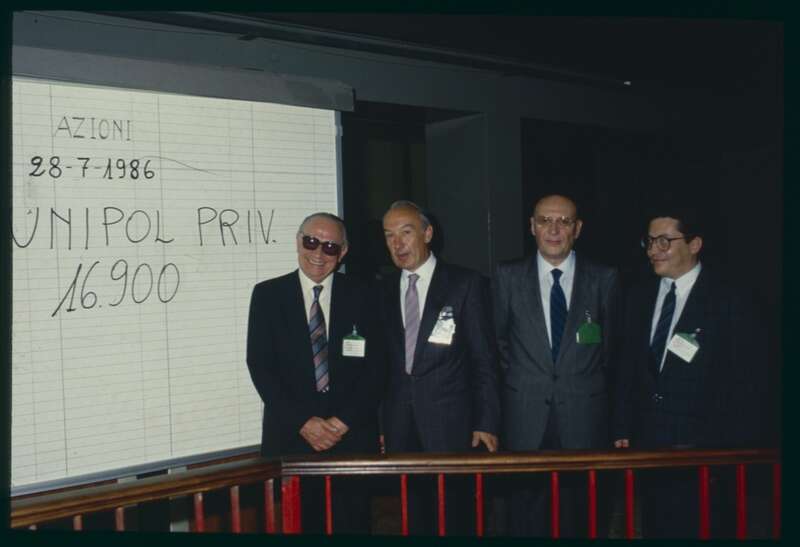 AZIONI
28-7-1986
UNIPOL PRIV.
16.900